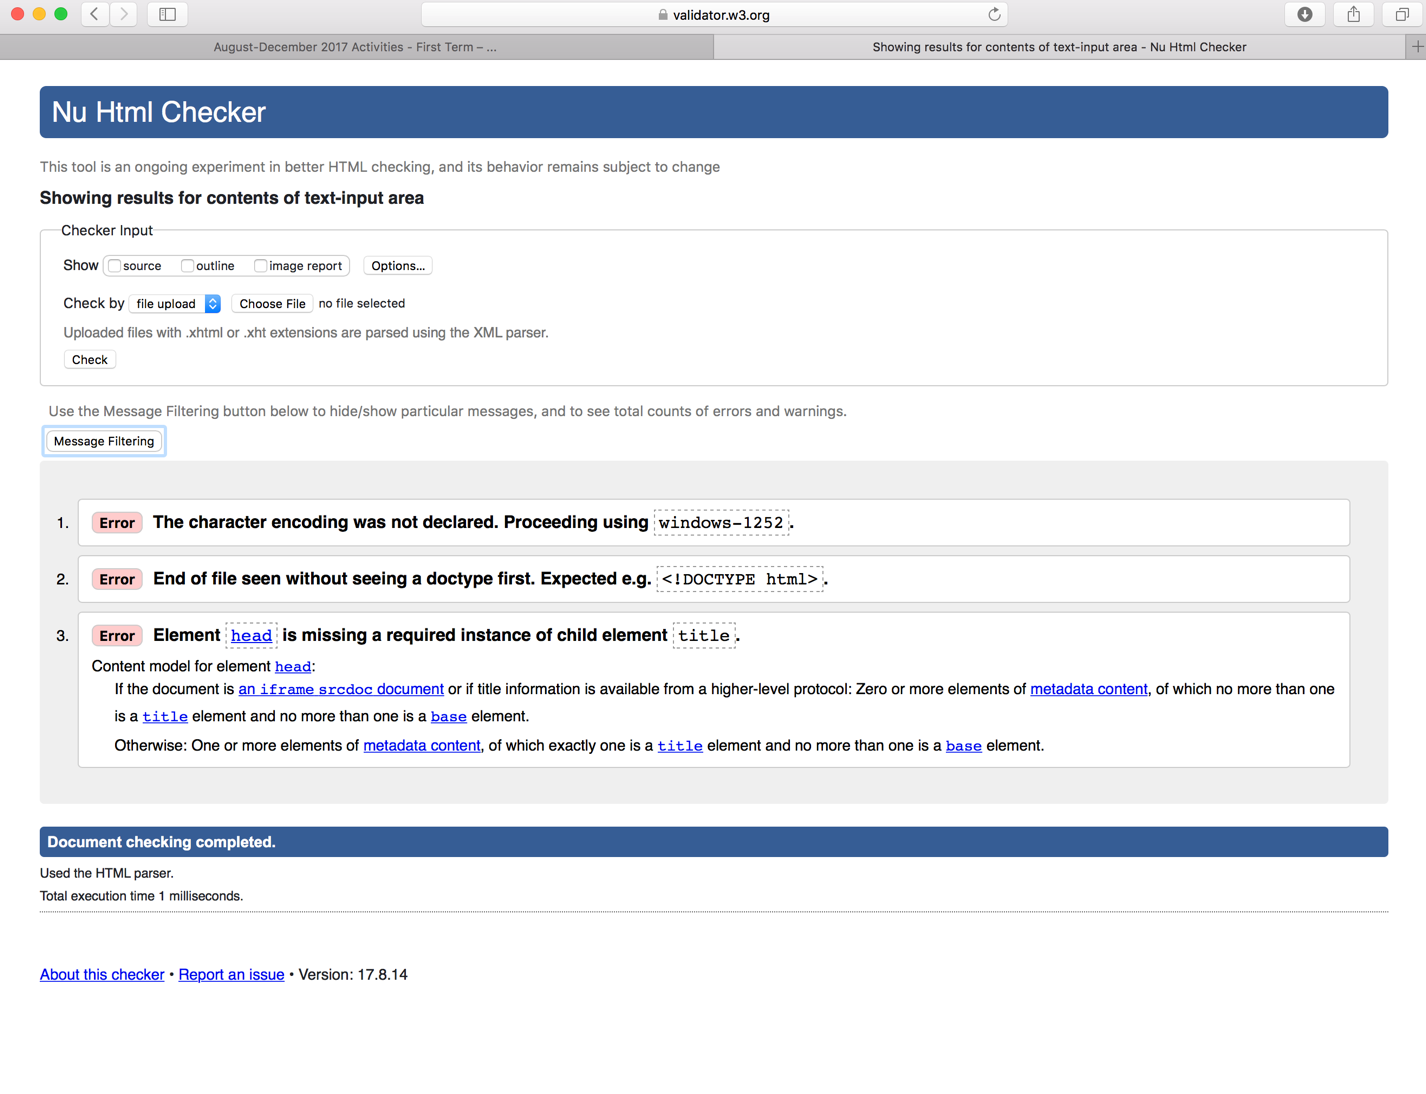 validator.w3.org
August-December 2017 Activities - First Term – ...
Showing results for contents of text-input area - Nu Html Checker
Nu Html Checker
This tool is an ongoing experiment in better HTML checking, and its behavior remains subject to change
Showing results for contents of text-input area
Checker Input
Show source outline image report Options...
Check by file upload Choose File no file selected
Uploaded files with .xhtml or .xht extensions are parsed using the XML parser.
Check
Use the Message Filtering button below to hide/show particular messages, and to see total counts of errors and warnings.
Message Filtering
1. Error The character encoding was not declared. Proceeding using windows-1252.
2. Error End of file seen without seeing a doctype first. Expected e.g. <!DOCTYPE html>.
3. Error Element head is missing a required instance of child element title.
Content model for element head:
If the document is an iframe srcdoc document or if title information is available from a higher-level protocol: Zero or more elements of metadata content, of which no more than one
is a title element and no more than one is a base element.
Otherwise: One or more elements of metadata content, of which exactly one is a title element and no more than one is a base element.
Document checking completed.
Used the HTML parser.
Total execution time 1 milliseconds.
About this checker • Report an issue • Version: 17.8.14